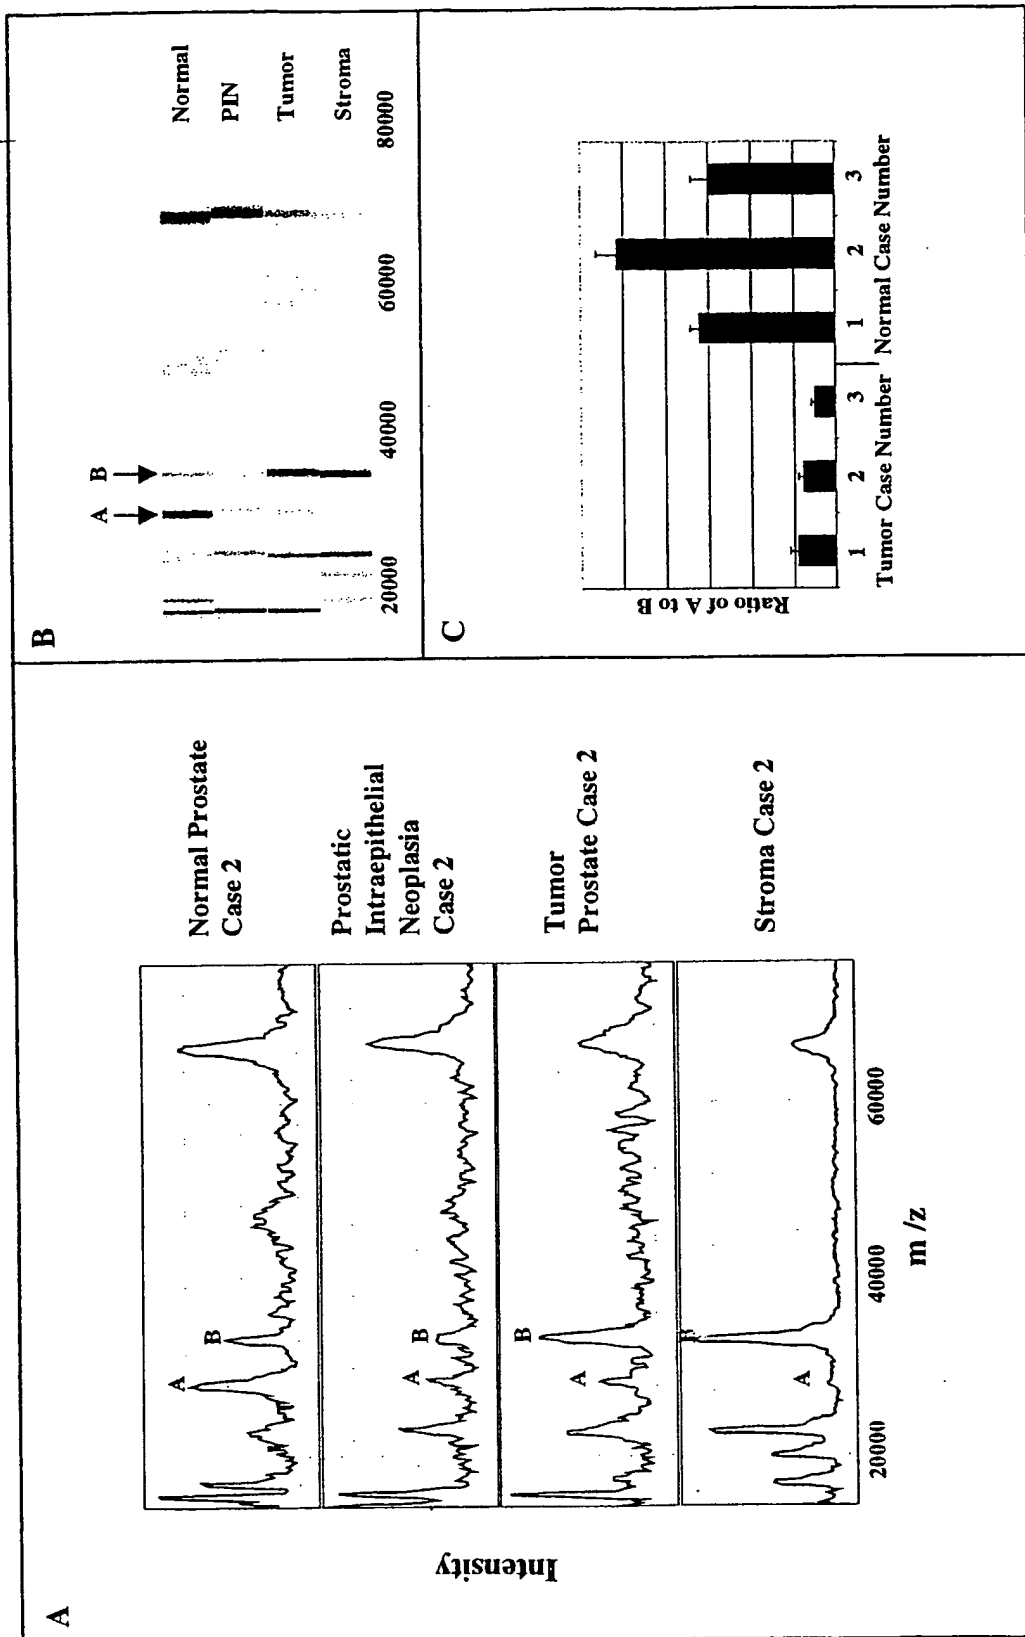 A
Intensity
A
B
Normal Prostate
Case 2
A
B
Prostatic
Intraepithelial
Neoplasia
Case 2
A
B
Tumor
Prostate Case 2
A
Stroma Case 2
20000
40000
60000
m /z
B
A
B
Normal
PIN
Tumor
Stroma
20000
40000
60000
80000
C
Ratio of A to B
1
2
3
1
2
3
Tumor Case Number
Normal Case Number